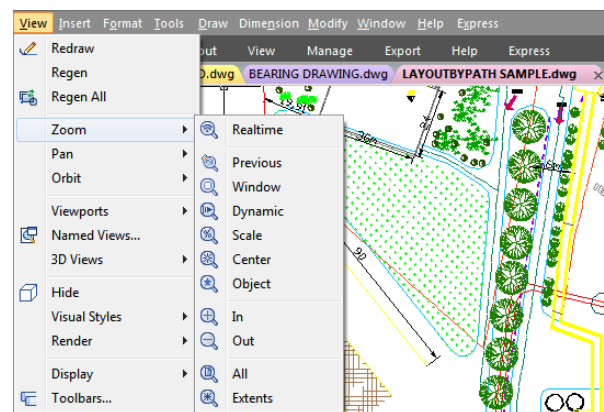 View Insert Format Tools Draw Dimension Modify Window Help Express
out View Manage Export Help Express
D.dwg BEARING DRAWING.dwg LAYOUTBYPATH SAMPLE.dwg
Redraw
Regen
Regen All
Zoom
Pan
Orbit
Viewports
Named Views...
3D Views
Hide
Visual Styles
Render
Display
Toolbars...
Realtime
Previous
Window
Dynamic
Scale
Center
Object
In
Out
All
Extents
90